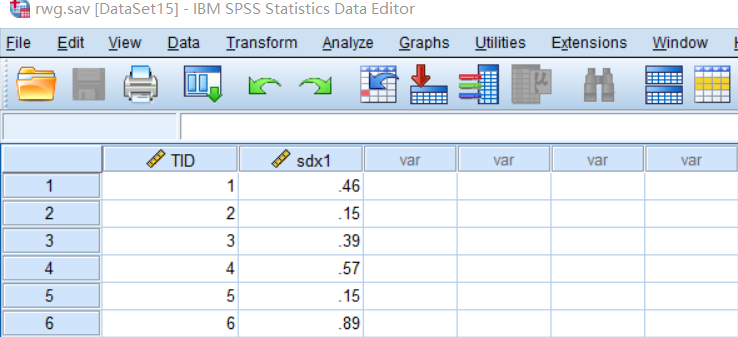 rwg.sav [DataSet15] - IBM SPSS Statistics Data Editor
File Edit View Data Transform Analyze Graphs Utilities Extensions Window
TID sdx1 var var var var
1 1 .46
2 2 .15
3 3 .39
4 4 .57
5 5 .15
6 6 .89